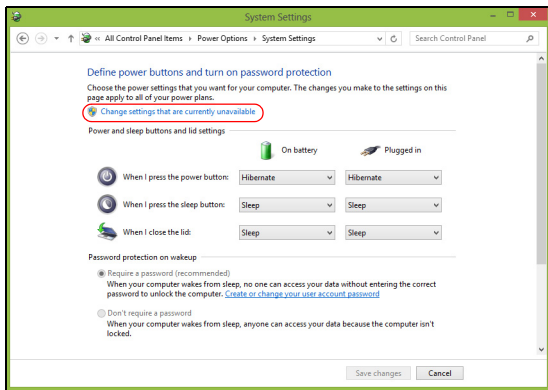 System Settings
« All Control Panel Items › Power Options › System Settings
Search Control Panel
Define power buttons and turn on password protection
Choose the power settings that you want for your computer. The changes you make to the settings on this
page apply to all of your power plans.
Change settings that are currently unavailable
Power and sleep buttons and lid settings
On battery Plugged in
When I press the power button: Hibernate Hibernate
When I press the sleep button: Sleep Sleep
When I close the lid: Sleep Sleep
Password protection on wakeup
Require a password (recommended)
When your computer wakes from sleep, no one can access your data without entering the correct
password to unlock the computer. Create or change your user account password
Don't require a password
When your computer wakes from sleep, anyone can access your data because the computer isn't
locked.
Save changes Cancel